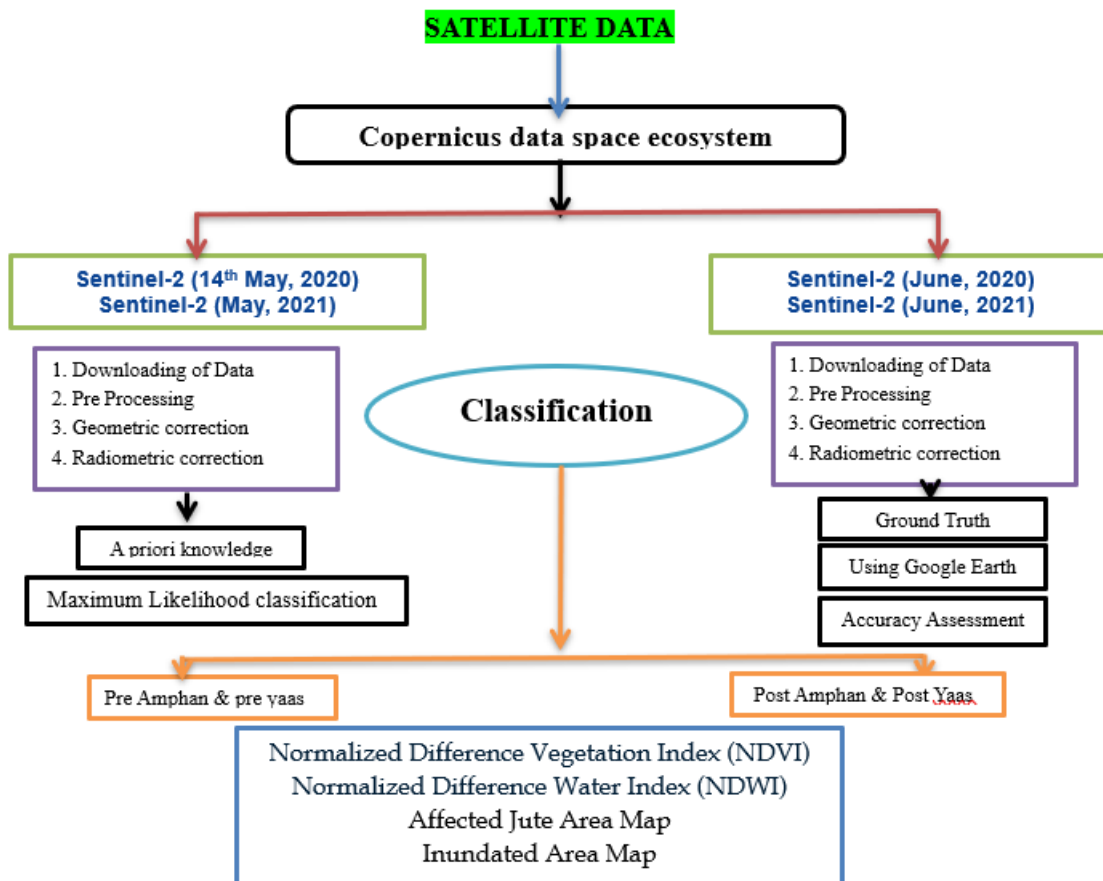 SATELLITE DATA
Copernicus data space ecosystem
Sentinel-2 (14th May, 2020)
Sentinel-2 (May, 2021)
Sentinel-2 (June, 2020)
Sentinel-2 (June, 2021)
1. Downloading of Data
2. Pre Processing
3. Geometric correction
4. Radiometric correction
Classification
1. Downloading of Data
2. Pre Processing
3. Geometric correction
4. Radiometric correction
A priori knowledge
Maximum Likelihood classification
Ground Truth
Using Google Earth
Accuracy Assessment
Pre Amphan & pre yaas
Post Amphan & Post Yaas
Normalized Difference Vegetation Index (NDVI)
Normalized Difference Water Index (NDWI)
Affected Jute Area Map
Inundated Area Map